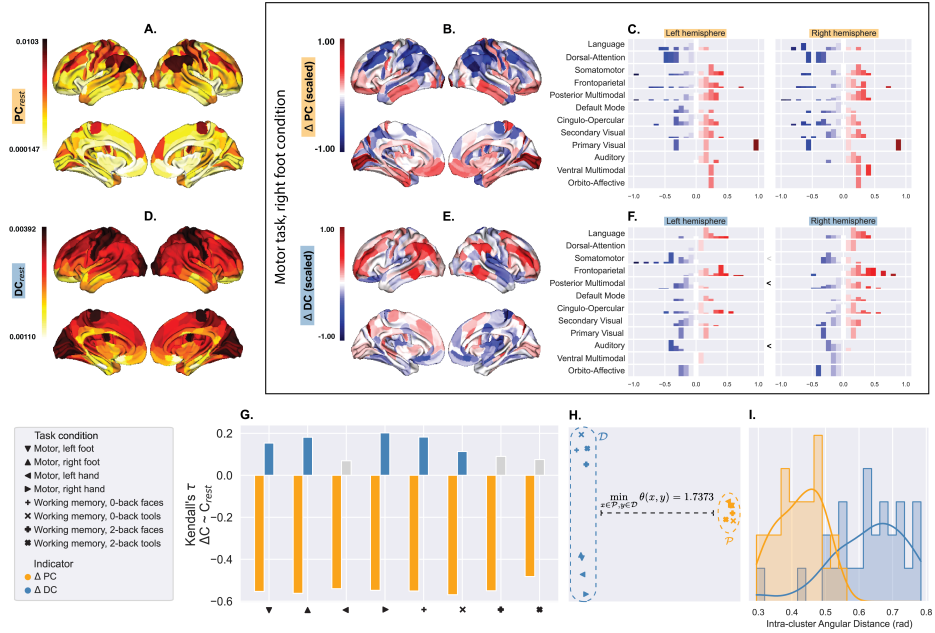 A.
0.0103
PCrest
0.000147
D.
0.00392
DCrest
0.00110
Motor task, right foot condition
B.
1.00
Δ PC (scaled)
-1.00
C.
Left hemisphere
Right hemisphere
Language
Dorsal-Attention
Somatomotor
Frontoparietal
Posterior Multimodal
Default Mode
Cingulo-Opercular
Secondary Visual
Primary Visual
Auditory
Ventral Multimodal
Orbito-Affective
−1.0 −0.5 0.0 0.5 1.0
−1.0 −0.5 0.0 0.5 1.0
E.
1.00
Δ DC (scaled)
-1.00
F.
Left hemisphere
Right hemisphere
Language
Dorsal-Attention
Somatomotor <
Frontoparietal
Posterior Multimodal <
Default Mode
Cingulo-Opercular
Secondary Visual
Primary Visual
Auditory <
Ventral Multimodal
Orbito-Affective
−1.0 −0.5 0.0 0.5 1.0
−1.0 −0.5 0.0 0.5 1.0
Task condition
Motor, left foot
Motor, right foot
Motor, left hand
Motor, right hand
Working memory, 0-back faces
Working memory, 0-back tools
Working memory, 2-back faces
Working memory, 2-back tools
Indicator
Δ PC
Δ DC
G.
Kendall's τ
ΔC ~ Crest
0.2
0.0
−0.2
−0.4
−0.6
H.
𝒟
min θ(x, y) = 1.7373
x∈𝒫,y∈𝒟
𝒫
I.
0.3 0.4 0.5 0.6 0.7 0.8
Intra-cluster Angular Distance (rad)